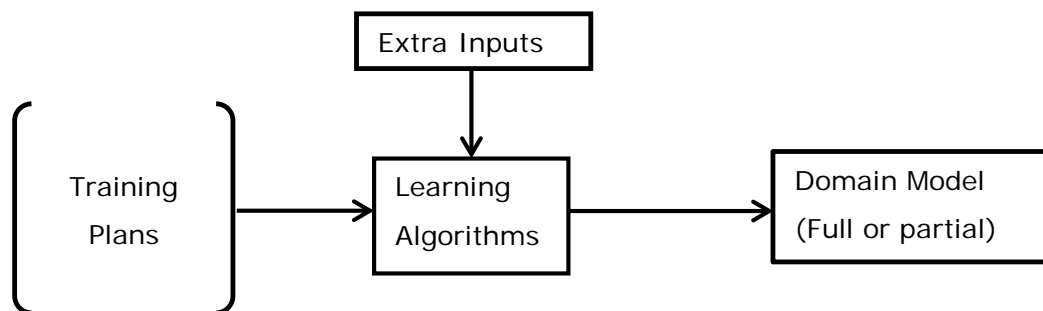 Extra Inputs
Training
Plans
Learning
Algorithms
Domain Model
(Full or partial)